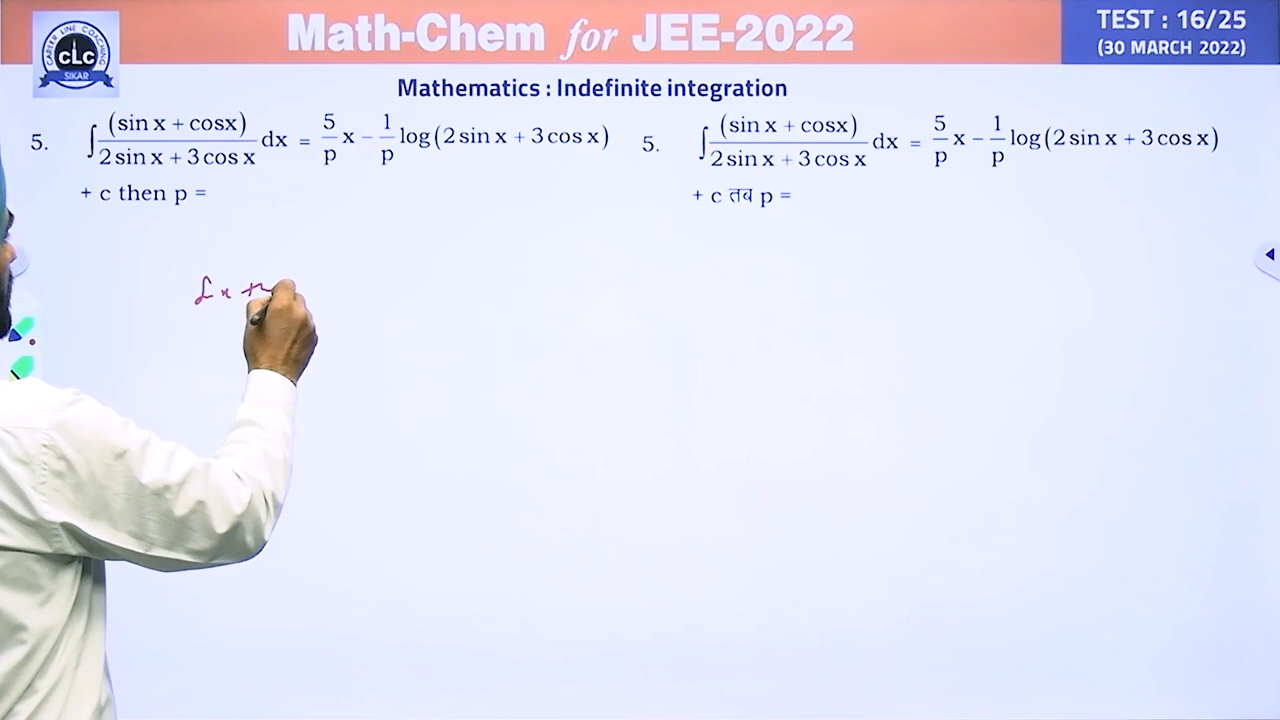 CAREER LINE COACHING
CLC
SIKAR
Math-Chem for JEE-2022
TEST : 16/25
(30 MARCH 2022)
Mathematics : Indefinite integration
5. ∫ (sin x + cosx) / (2 sin x + 3 cos x) dx = 5/p x − 1/p log(2 sin x + 3 cos x)
+ c then p =
5. ∫ (sin x + cosx) / (2 sin x + 3 cos x) dx = 5/p x − 1/p log(2 sin x + 3 cos x)
+ c तब p =